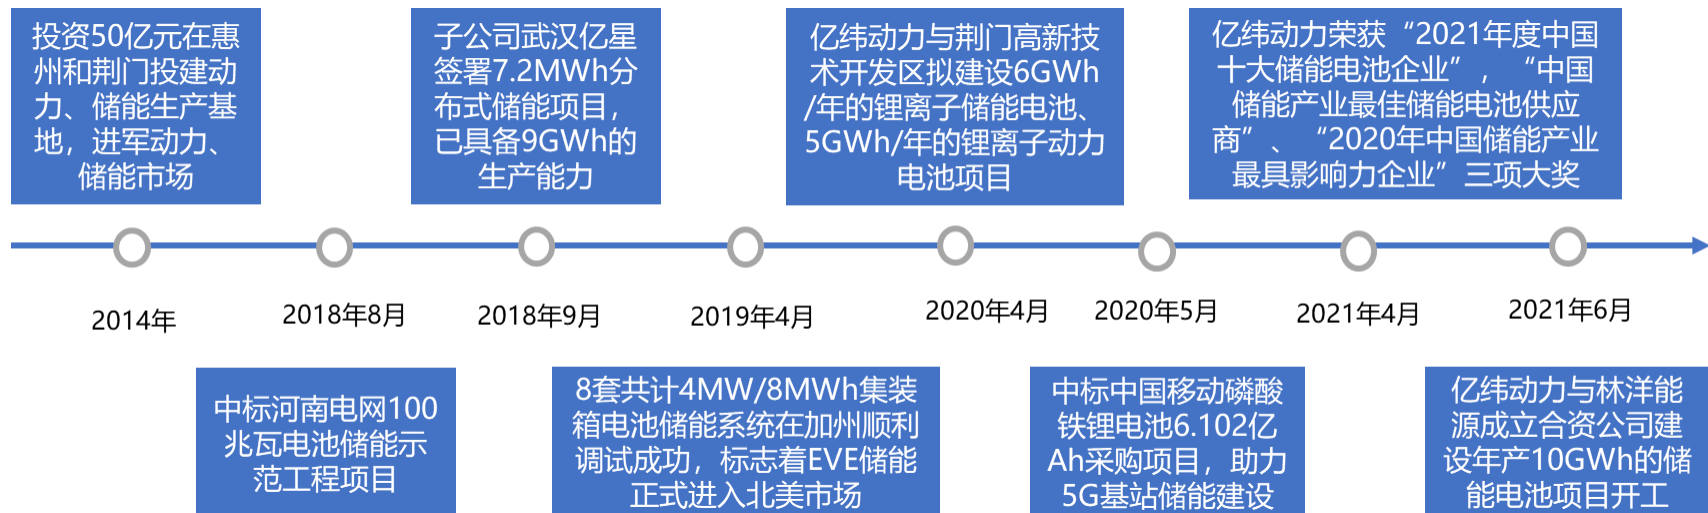 投资50亿元在惠
州和荆门投建动
力、储能生产基
地，进军动力、
储能市场
子公司武汉亿星
签署7.2MWh分
布式储能项目，
已具备9GWh的
生产能力
亿纬动力与荆门高新技
术开发区拟建设6GWh
/年的锂离子储能电池、
5GWh/年的锂离子动力
电池项目
亿纬动力荣获“2021年度中国
十大储能电池企业”，“中国
储能产业最佳储能电池供应
商”、“2020年中国储能产业
最具影响力企业”三项大奖
2014年
2018年8月
2018年9月
2019年4月
2020年4月
2020年5月
2021年4月
2021年6月
中标河南电网100
兆瓦电池储能示
范工程项目
8套共计4MW/8MWh集装
箱电池储能系统在加州顺利
调试成功，标志着EVE储能
正式进入北美市场
中标中国移动磷酸
铁锂电池6.102亿
Ah采购项目，助力
5G基站储能建设
亿纬动力与林洋能
源成立合资公司建
设年产10GWh的储
能电池项目开工